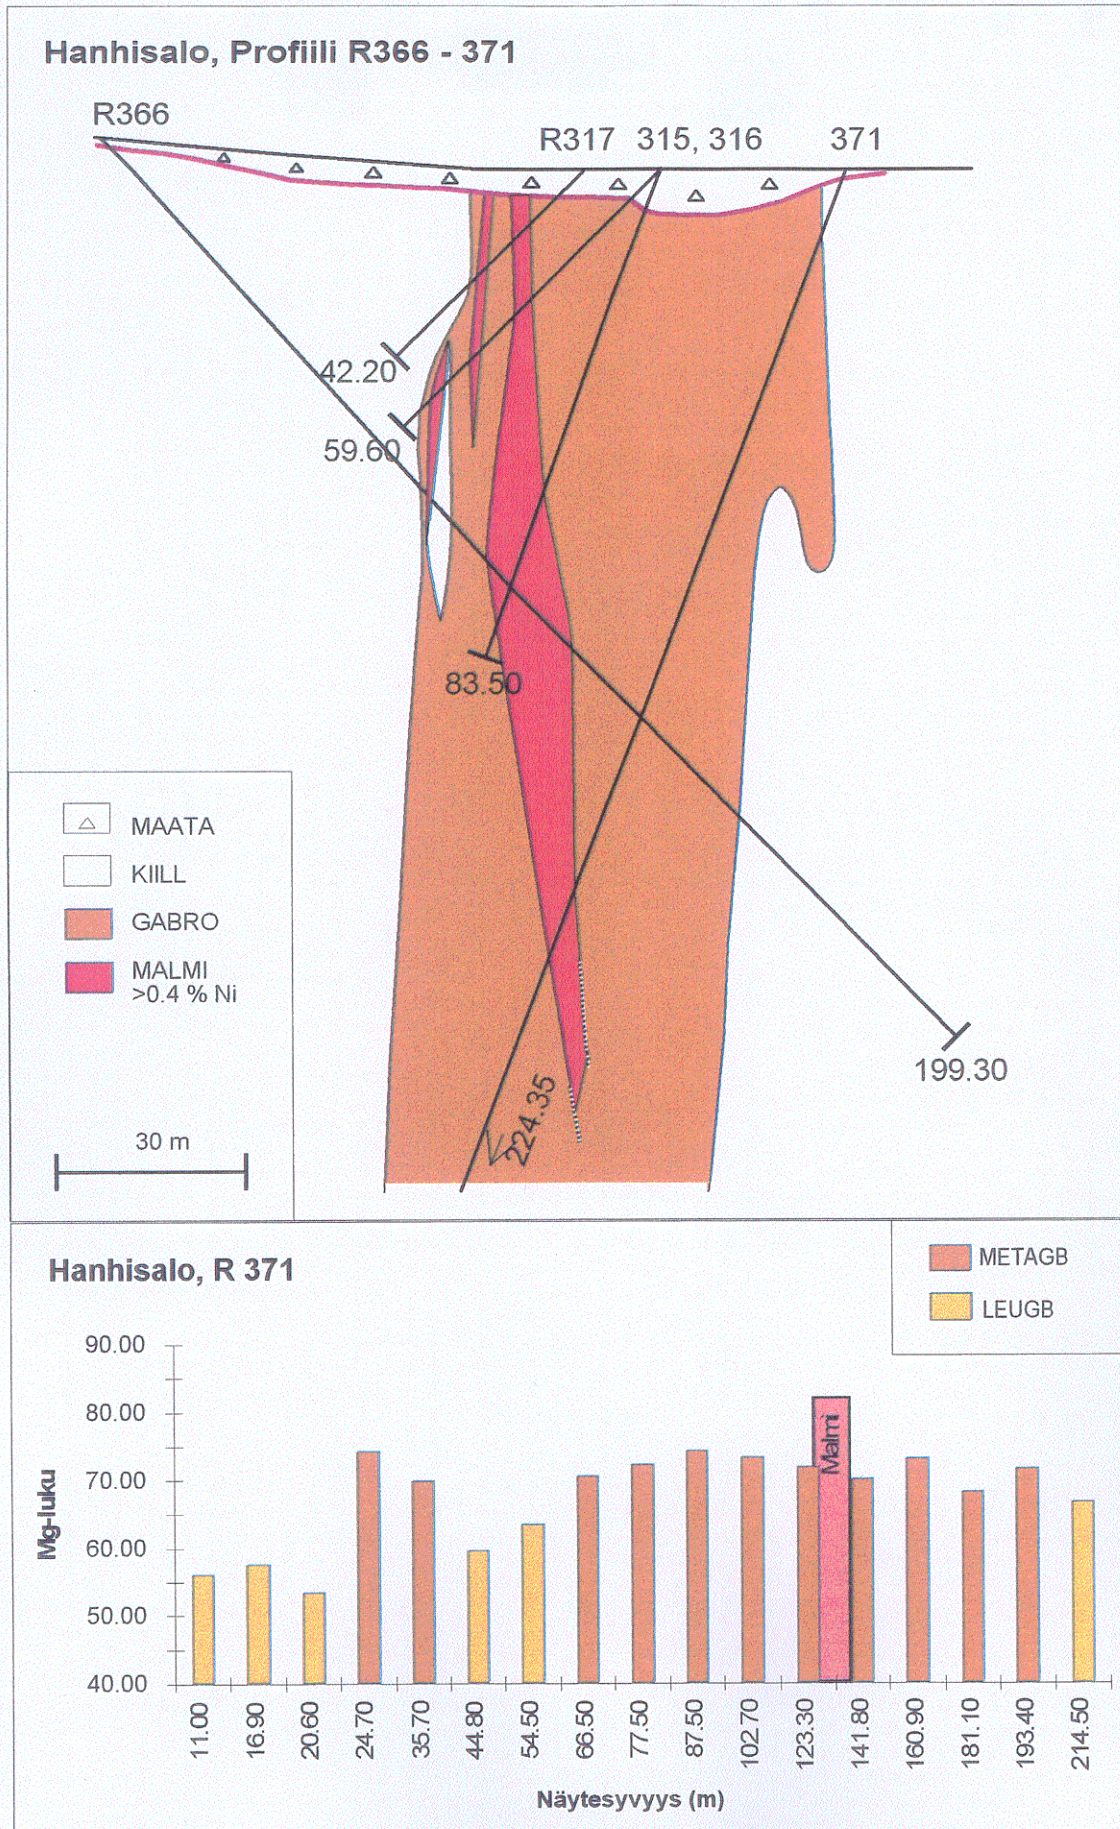 Hanhisalo, Profiili R366 - 371
R366
R317 315, 316 371
42.20
59.60
83.50
199.30
224.35
MAATA
KIILL
GABRO
MALMI
>0.4 % Ni
30 m
Hanhisalo, R 371
METAGB
LEUGB
90.00
80.00
70.00
60.00
50.00
40.00
Mg-luku
Malmi
11.00 16.90 20.60 24.70 35.70 44.80 54.50 66.50 77.50 87.50 102.70 123.30 141.80 160.90 181.10 193.40 214.50
Näytesyvyys (m)